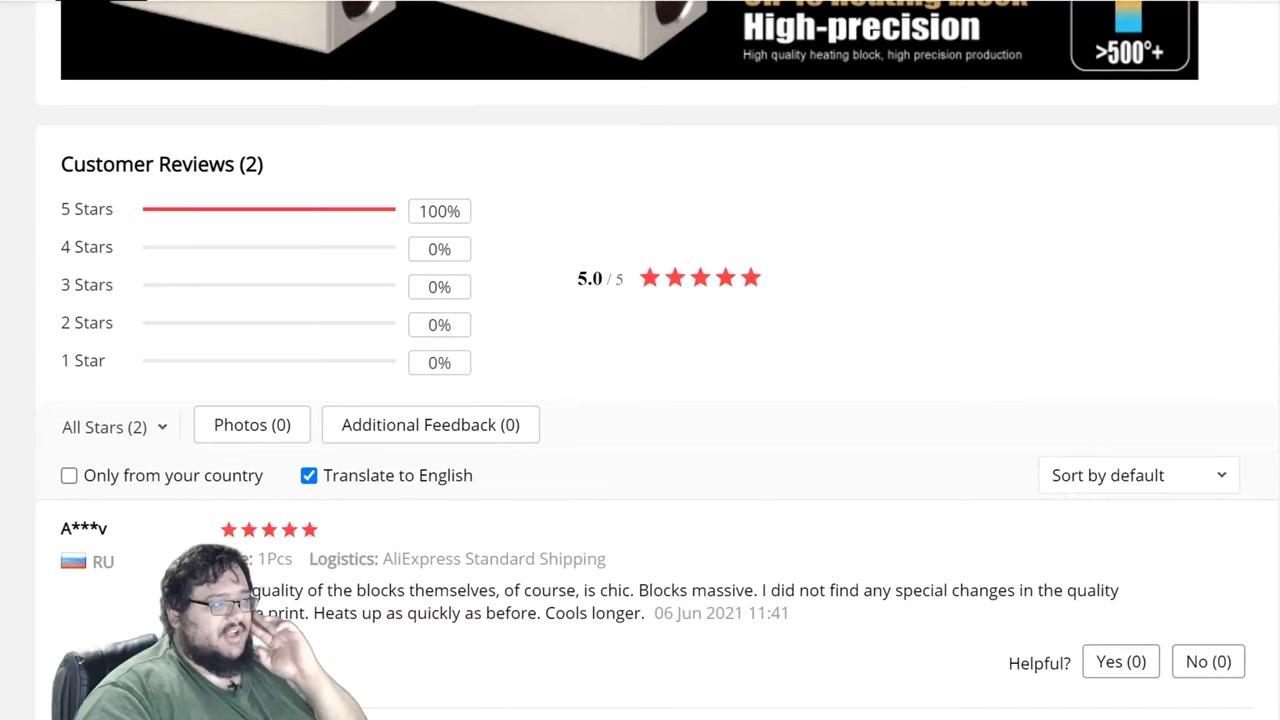 High-precision
High quality heating block, high precision production
>500°+
Customer Reviews (2)
5 Stars 100%
4 Stars 0%
3 Stars 0%
2 Stars 0%
1 Star 0%
5.0 / 5
All Stars (2) Photos (0) Additional Feedback (0)
Only from your country Translate to English Sort by default
A***v
RU 1Pcs Logistics: AliExpress Standard Shipping
quality of the blocks themselves, of course, is chic. Blocks massive. I did not find any special changes in the quality
print. Heats up as quickly as before. Cools longer. 06 Jun 2021 11:41
Helpful? Yes (0) No (0)